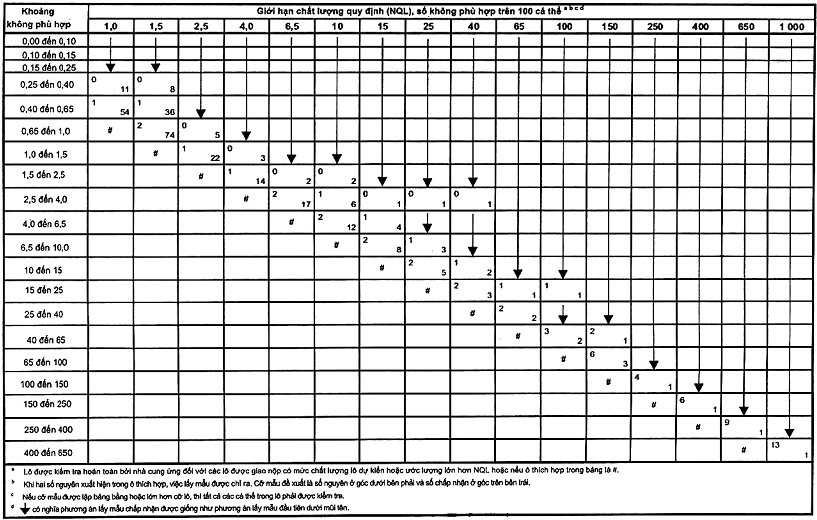 Khoảng không phù hợp
Giới hạn chất lượng quy định (NQL), số không phù hợp trên 100 cá thể a b c d
1,0 1,5 2,5 4,0 6,5 10 15 25 40 65 100 150 250 400 650 1 000
0,00 đến 0,10
0,10 đến 0,15
0,15 đến 0,25
0,25 đến 0,40 0 11 0 8
0,40 đến 0,65 1 54 1 36
0,65 đến 1,0 # 2 74 0 5
1,0 đến 1,5 # 1 22 0 3
1,5 đến 2,5 # 1 14 0 2 0 2
2,5 đến 4,0 # 2 17 1 6 0 1 0 1 0 1
4,0 đến 6,5 # 2 12 1 4
6,5 đến 10,0 # 2 8 1 3
10 đến 15 # 2 5 1 2
15 đến 25 # 2 3 1 1 1 1
25 đến 40 # 2 2
40 đến 65 # 3 2 2 1
65 đến 100 # 6 3
100 đến 150 # 4 1
150 đến 250 # 6 1
250 đến 400 # 9 1
400 đến 650 # 13 1
a Lô được kiểm tra hoàn toàn bởi nhà cung ứng đối với các lô được giao nộp có mức chất lượng lô dự kiến hoặc ước lượng lớn hơn NQL hoặc nếu ô thích hợp trong bảng là #.
b Khi hai số nguyên xuất hiện trong ô thích hợp, việc lấy mẫu được chỉ ra. Cỡ mẫu đề xuất là số nguyên ở góc dưới bên phải và số chấp nhận ở góc trên bên trái.
c Nếu cỡ mẫu được lập bảng bằng hoặc lớn hơn cỡ lô, thì tất cả các cá thể trong lô phải được kiểm tra.
d có nghĩa phương án lấy mẫu chấp nhận được giống như phương án lấy mẫu đầu tiên dưới mũi tên.